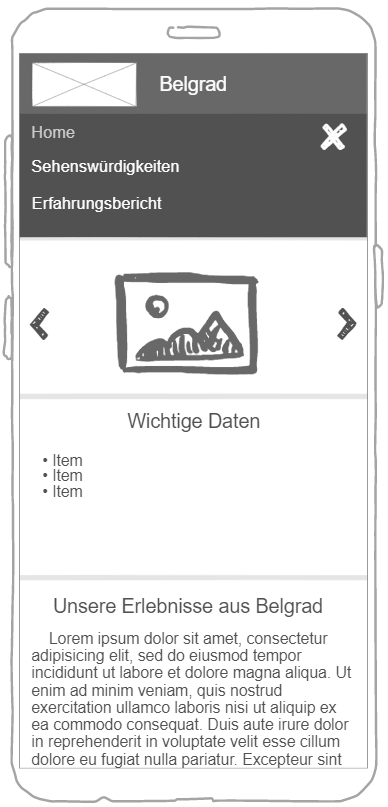 Belgrad
Home
Sehenswürdigkeiten
Erfahrungsbericht
Wichtige Daten
• Item
• Item
• Item
Unsere Erlebnisse aus Belgrad
Lorem ipsum dolor sit amet, consectetur
adipisicing elit, sed do eiusmod tempor
incididunt ut labore et dolore magna aliqua. Ut
enim ad minim veniam, quis nostrud
exercitation ullamco laboris nisi ut aliquip ex
ea commodo consequat. Duis aute irure dolor
in reprehenderit in voluptate velit esse cillum
dolore eu fugiat nulla pariatur. Excepteur sint